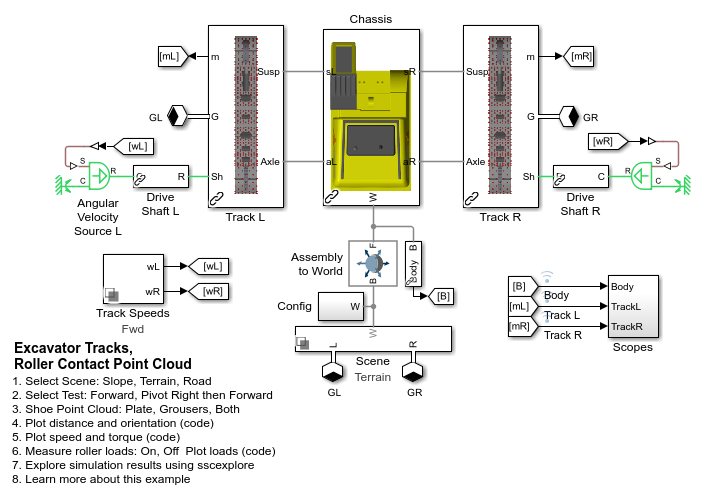 Chassis
[mL]
m
Susp
sL
sR
Susp
m
[mR]
GL
G
G
GR
[wL]
[wR]
S
R
C
R
Sh
Axle
aL
aR
Axle
Sh
C
S
R
C
W
Angular
Velocity
Source L
Drive
Shaft L
Track L
Track R
Drive
Shaft R
Assembly
to World
F
B
B
Body
[B]
wL
[wL]
wR
[wR]
Track Speeds
Fwd
Config
W
W
L
R
Scene
Terrain
GL
GR
[B]
Body
Body
[mL]
Track L
TrackL
[mR]
Track R
TrackR
Scopes
Excavator Tracks,
Roller Contact Point Cloud
1. Select Scene: Slope, Terrain, Road
2. Select Test: Forward, Pivot Right then Forward
3. Shoe Point Cloud: Plate, Grousers, Both
4. Plot distance and orientation (code)
5. Plot speed and torque (code)
6. Measure roller loads: On, Off  Plot loads (code)
7. Explore simulation results using sscexplore
8. Learn more about this example